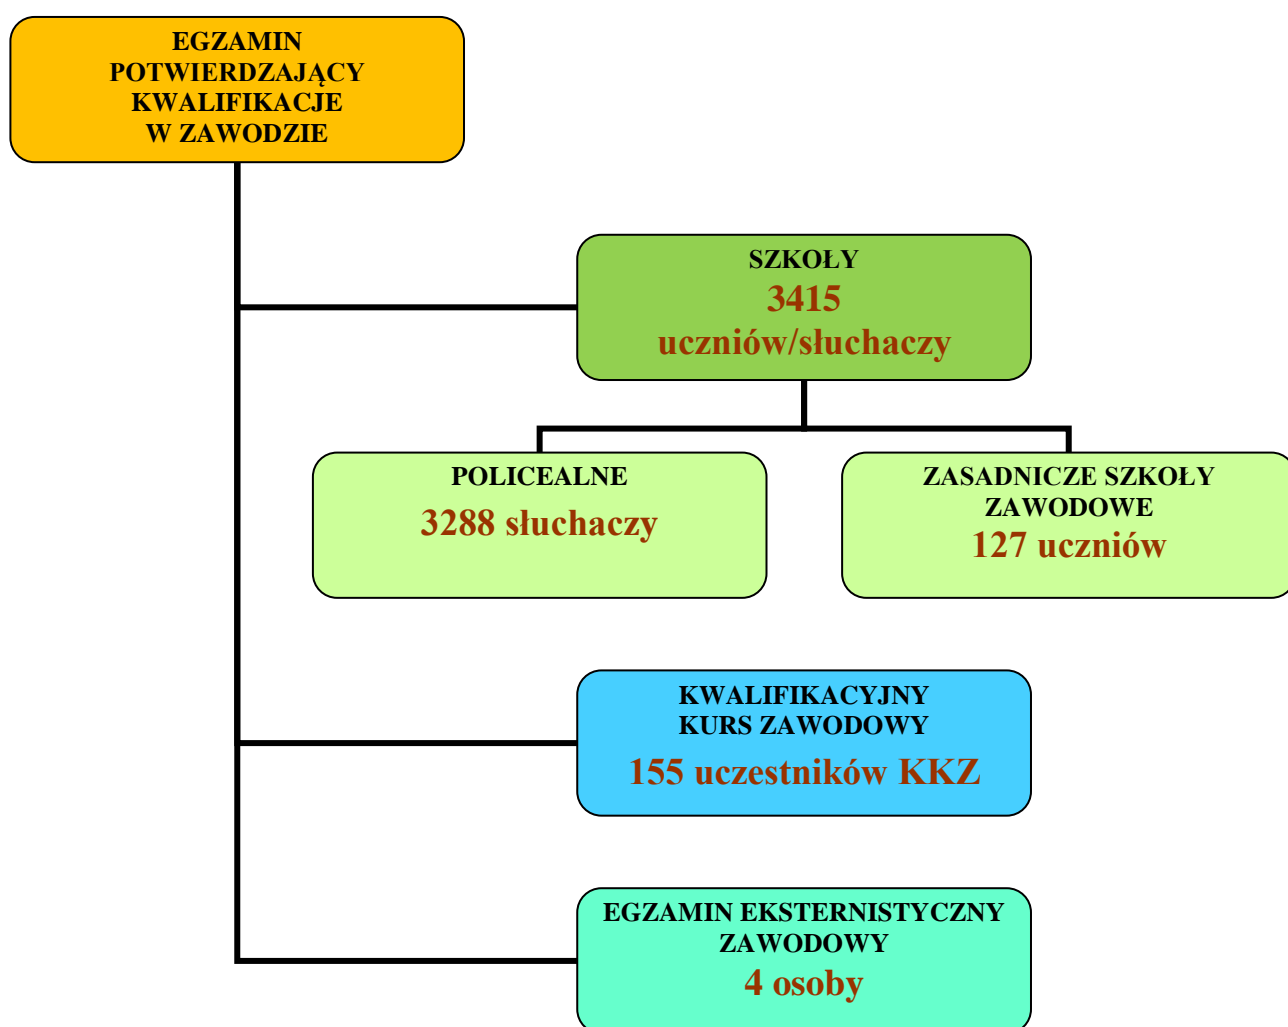 EGZAMIN
POTWIERDZAJĄCY
KWALIFIKACJE
W ZAWODZIE
SZKOŁY
3415
uczniów/słuchaczy
POLICEALNE
3288 słuchaczy
ZASADNICZE SZKOŁY
ZAWODOWE
127 uczniów
KWALIFIKACYJNY
KURS ZAWODOWY
155 uczestników KKZ
EGZAMIN EKSTERNISTYCZNY
ZAWODOWY
4 osoby